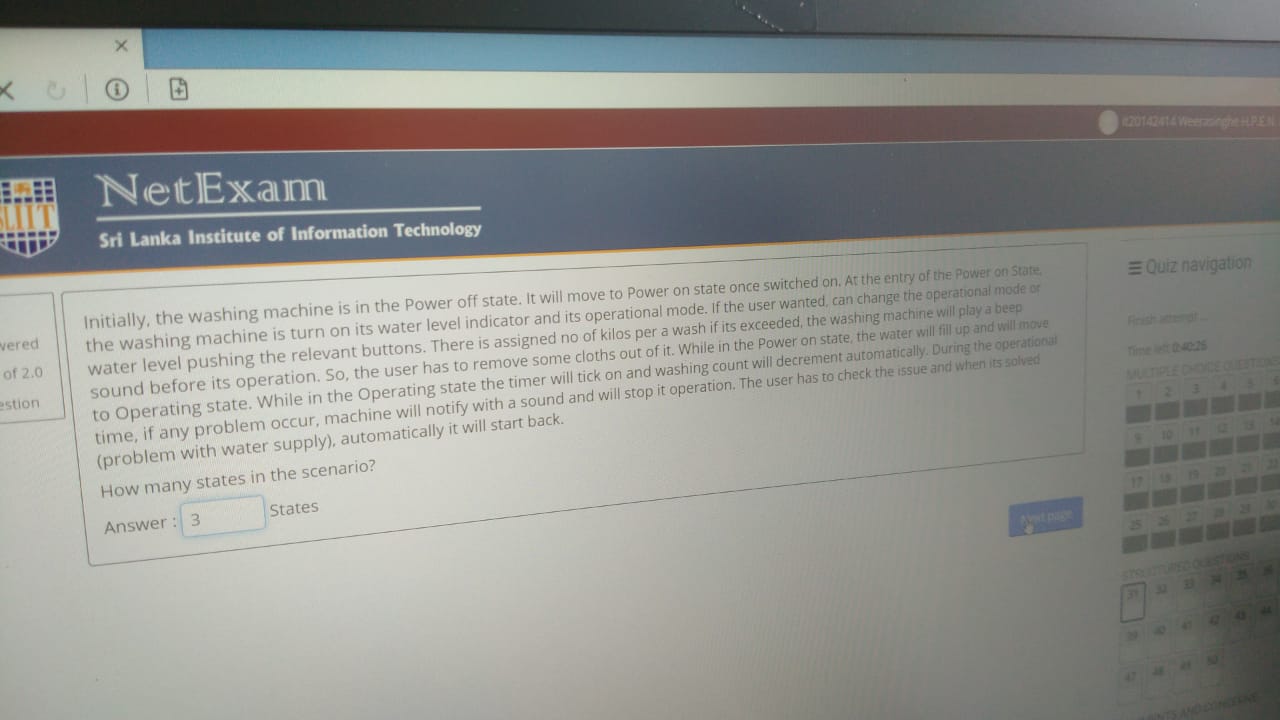 it20142414 Weerasinghe H.P.E.N
SLIIT
NetExam
Sri Lanka Institute of Information Technology
vered
of 2.0
estion
Initially, the washing machine is in the Power off state. It will move to Power on state once switched on. At the entry of the Power on State,
the washing machine is turn on its water level indicator and its operational mode. If the user wanted, can change the operational mode or
water level pushing the relevant buttons. There is assigned no of kilos per a wash if its exceeded, the washing machine will play a beep
sound before its operation. So, the user has to remove some cloths out of it. While in the Power on state, the water will fill up and will move
to Operating state. While in the Operating state the timer will tick on and washing count will decrement automatically. During the operational
time, if any problem occur, machine will notify with a sound and will stop it operation. The user has to check the issue and when its solved
(problem with water supply), automatically it will start back.
How many states in the scenario?
Answer : 3 States
Next page
Quiz navigation
Finish attempt ...
Time left 0:40:26
MULTIPLE CHOICE QUESTIONS
1 2 3 4 5
9 10 11 12 13 14
17 18 19 20 21
25 26 27 28 29
STRUCTURED QUESTIONS
31 32 33 34 35
39 40 41 42 43 44
47 48 49 50